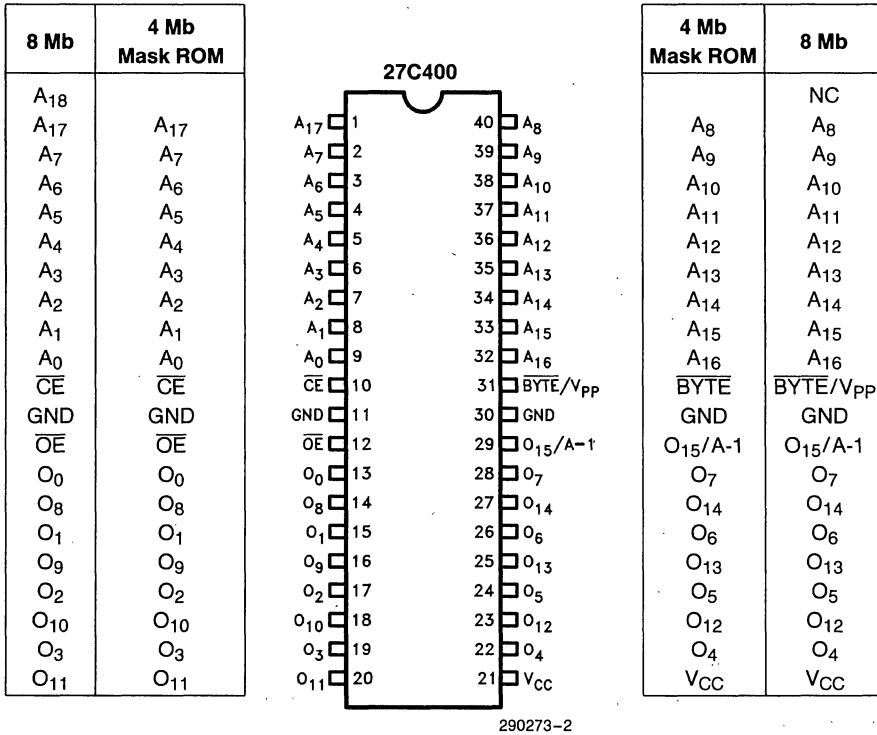 8 Mb | 4 Mb Mask ROM | 27C400 | 4 Mb Mask ROM | 8 Mb
A18 | | | | NC
A17 | A17 | A17 1 | 40 A8 | A8 | A8
A7 | A7 | A7 2 | 39 A9 | A9 | A9
A6 | A6 | A6 3 | 38 A10 | A10 | A10
A5 | A5 | A5 4 | 37 A11 | A11 | A11
A4 | A4 | A4 5 | 36 A12 | A12 | A12
A3 | A3 | A3 6 | 35 A13 | A13 | A13
A2 | A2 | A2 7 | 34 A14 | A14 | A14
A1 | A1 | A1 8 | 33 A15 | A15 | A15
A0 | A0 | A0 9 | 32 A16 | A16 | A16
C̅E̅ | C̅E̅ | C̅E̅ 10 | 31 B̅Y̅T̅E̅/VPP | B̅Y̅T̅E̅ | B̅Y̅T̅E̅/VPP
GND | GND | GND 11 | 30 GND | GND | GND
O̅E̅ | O̅E̅ | O̅E̅ 12 | 29 O15/A-1 | O15/A-1 | O15/A-1
O0 | O0 | O0 13 | 28 O7 | O7 | O7
O8 | O8 | O8 14 | 27 O14 | O14 | O14
O1 | O1 | O1 15 | 26 O6 | O6 | O6
O9 | O9 | O9 16 | 25 O13 | O13 | O13
O2 | O2 | O2 17 | 24 O5 | O5 | O5
O10 | O10 | O10 18 | 23 O12 | O12 | O12
O3 | O3 | O3 19 | 22 O4 | O4 | O4
O11 | O11 | O11 20 | 21 VCC | VCC | VCC
290273-2